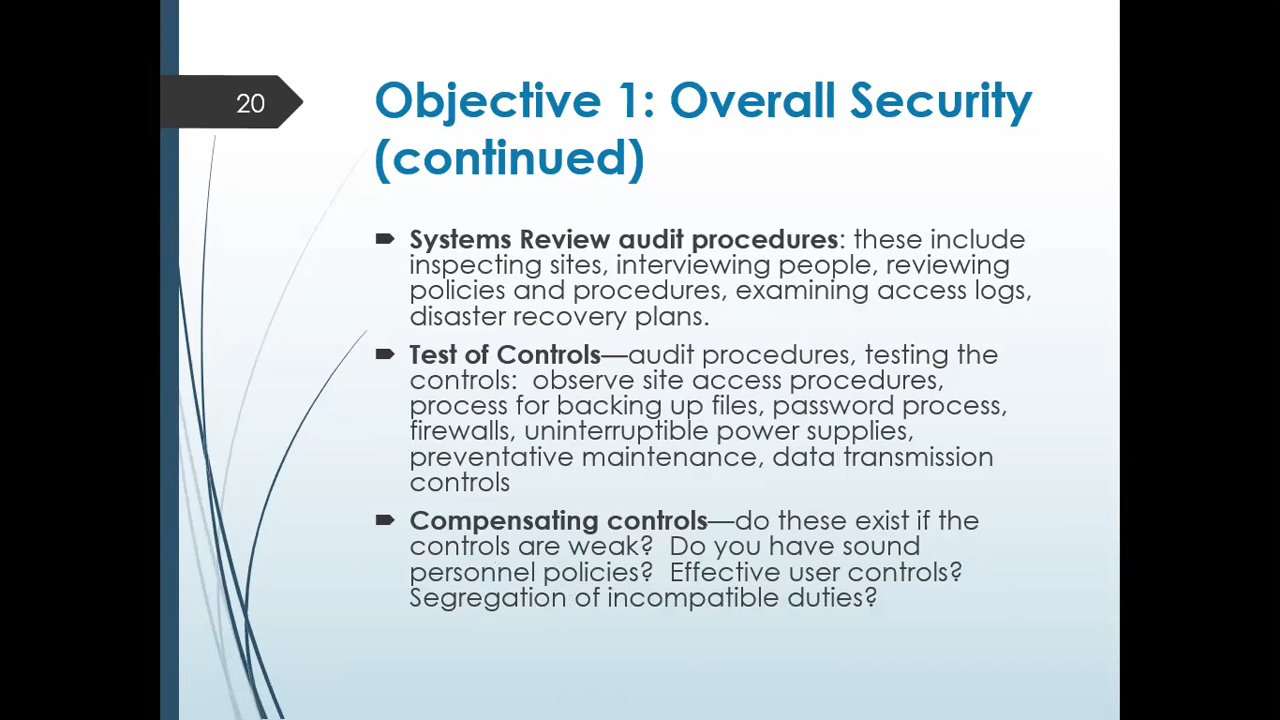 20
Objective 1: Overall Security
(continued)
Systems Review audit procedures: these include
inspecting sites, interviewing people, reviewing
policies and procedures, examining access logs,
disaster recovery plans.
Test of Controls—audit procedures, testing the
controls:  observe site access procedures,
process for backing up files, password process,
firewalls, uninterruptible power supplies,
preventative maintenance, data transmission
controls
Compensating controls—do these exist if the
controls are weak?  Do you have sound
personnel policies?  Effective user controls?
Segregation of incompatible duties?